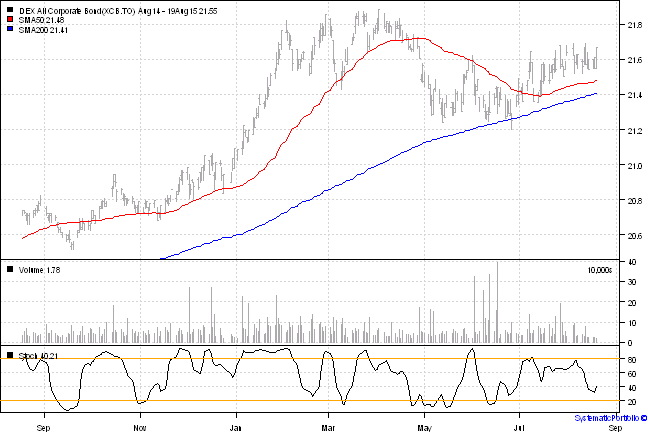 DEX All Corporate Bond(XCB.TO) Aug14 - 19Aug15 21.55
SMA50 21.48
SMA200 21.41
21.8
21.6
21.4
21.2
21.0
20.8
20.6
Volume 1.78
10,000s
40
30
20
10
0
Stoch 40.21
80
60
40
20
Sep
Nov
Jan
Mar
May
Jul
Sep
SystematicPortfolio ©